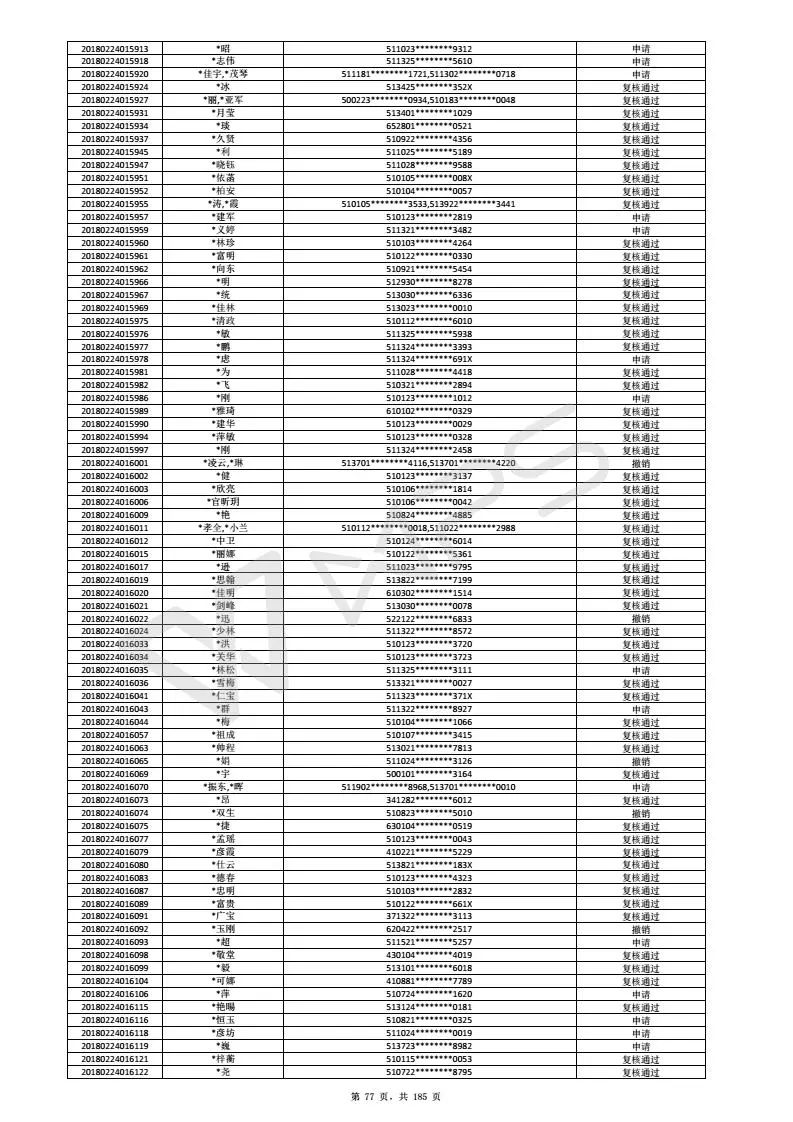 20180224015913 *昭 511023********9312 申请
20180224015918 *志伟 511325********5610 申请
20180224015920 *佳宇,*茂琴 511181********1721,511302********0718 申请
20180224015924 *冰 513425********352X 复核通过
20180224015927 *丽,*亚军 500223********0934,510183********0048 复核通过
20180224015931 *月莹 513401********1029 复核通过
20180224015934 *琰 652801********0521 复核通过
20180224015937 *久贤 510922********4356 复核通过
20180224015945 *利 511025********5189 复核通过
20180224015947 *晓钰 511028********9588 复核通过
20180224015951 *依菡 510105********008X 复核通过
20180224015952 *柏安 510104********0057 复核通过
20180224015955 *涛,*霞 510105********3533,513922********3441 复核通过
20180224015957 *建军 510123********2819 申请
20180224015959 *义婷 511321********3482 申请
20180224015960 *林珍 510103********4264 复核通过
20180224015961 *富明 510122********0330 复核通过
20180224015962 *向东 510921********5454 复核通过
20180224015966 *明 512930********8278 复核通过
20180224015967 *统 513030********6336 复核通过
20180224015969 *佳林 513023********0010 复核通过
20180224015975 *清政 510112********6010 复核通过
20180224015976 *敏 511325********5938 复核通过
20180224015977 *鹏 511324********3393 复核通过
20180224015978 *虑 511324********691X 申请
20180224015981 *为 511028********4418 复核通过
20180224015982 *飞 510321********2894 复核通过
20180224015986 *刚 510123********1012 申请
20180224015989 *雅琦 610102********0329 复核通过
20180224015990 *建华 510123********0029 复核通过
20180224015994 *萍敏 510123********0328 复核通过
20180224015997 *刚 511324********2458 复核通过
20180224016001 *凌云,*琳 513701********4116,513701********4220 撤销
20180224016002 *健 510123********3137 复核通过
20180224016003 *欣亮 510106********1814 复核通过
20180224016006 *官昕玥 510106********0042 复核通过
20180224016009 *艳 510824********4885 复核通过
20180224016011 *孝全,*小兰 510112********0018,511022********2988 复核通过
20180224016012 *中卫 510124********6014 复核通过
20180224016015 *丽娜 510122********5361 复核通过
20180224016017 *逊 511023********9795 复核通过
20180224016019 *思翰 513822********7199 复核通过
20180224016020 *佳明 610302********1514 复核通过
20180224016021 *剑峰 513030********0078 复核通过
20180224016022 *迅 522122********6833 撤销
20180224016024 *少林 511322********8572 复核通过
20180224016033 *洪 510123********3720 复核通过
20180224016034 *关华 510123********3723 复核通过
20180224016035 *林松 511325********3111 申请
20180224016036 *雪梅 513321********0027 复核通过
20180224016041 *仁宝 511323********371X 复核通过
20180224016043 *群 511322********8927 申请
20180224016044 *梅 510104********1066 复核通过
20180224016057 *祖成 510107********3415 复核通过
20180224016063 *帅程 513021********7813 复核通过
20180224016065 *娟 511024********3126 撤销
20180224016069 *宇 500101********3164 复核通过
20180224016070 *振东,*晖 511902********8968,513701********0010 申请
20180224016073 *昂 341282********6012 复核通过
20180224016074 *双生 510823********5010 撤销
20180224016075 *捷 630104********0519 复核通过
20180224016077 *孟瑶 510123********0043 复核通过
20180224016079 *彦霞 410221********5229 复核通过
20180224016080 *仕云 513821********183X 复核通过
20180224016083 *德春 510123********4323 复核通过
20180224016087 *忠明 510103********2832 复核通过
20180224016089 *富贵 510122********661X 复核通过
20180224016091 *广宝 371322********3113 复核通过
20180224016092 *玉刚 620422********2517 撤销
20180224016093 *超 511521********5257 申请
20180224016098 *敬堂 430104********4019 复核通过
20180224016099 *毅 513101********6018 复核通过
20180224016104 *可娜 410881********7789 复核通过
20180224016106 *萍 510724********1620 申请
20180224016115 *艳暘 513124********0181 复核通过
20180224016116 *恒玉 510821********0325 申请
20180224016118 *彦坊 511024********0019 申请
20180224016119 *巍 513723********8982 申请
20180224016121 *梓蘅 510115********0053 复核通过
20180224016122 *尧 510722********8795 复核通过
第 77 页，共 185 页